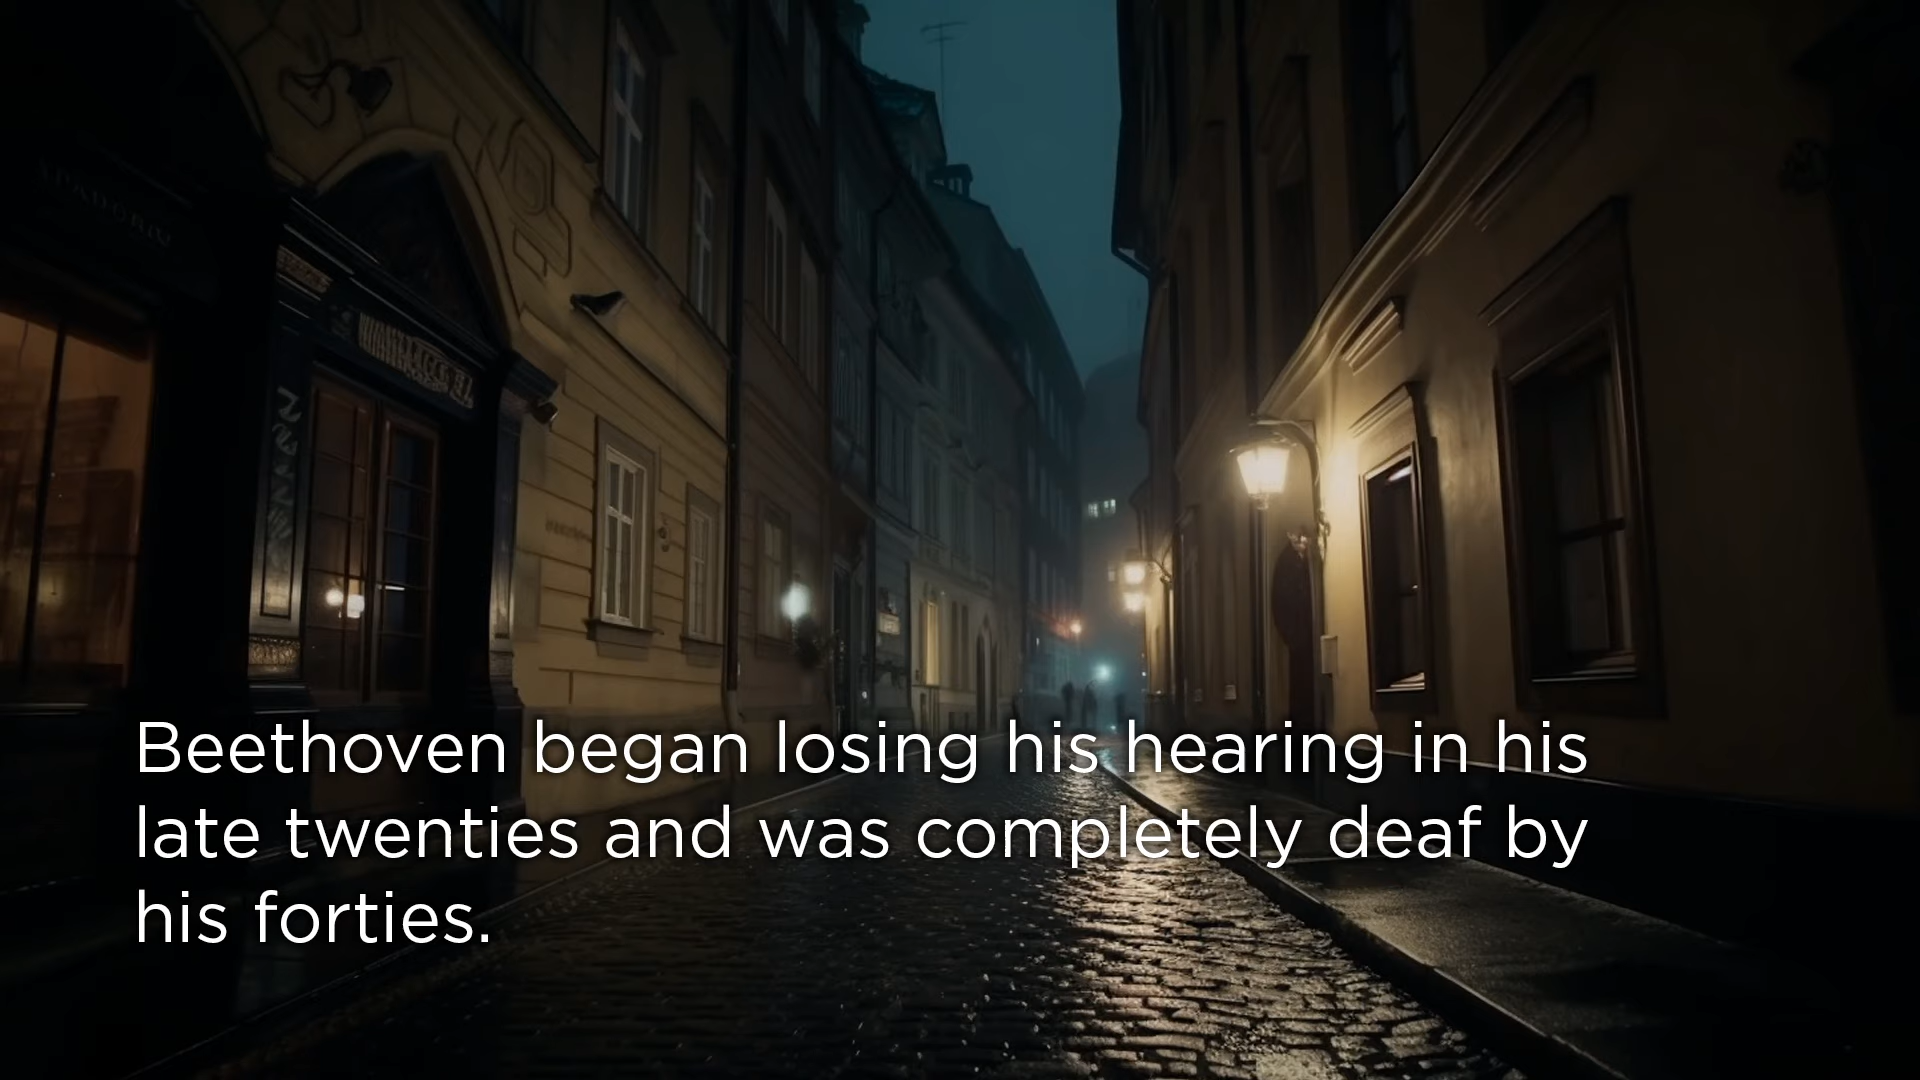 Beethoven began losing his hearing in his
late twenties and was completely deaf by
his forties.